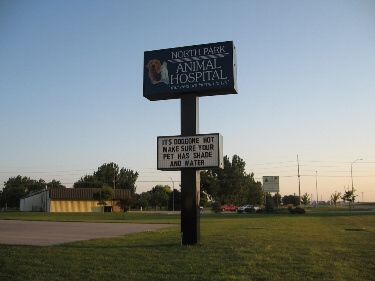 NORTH PARK
ANIMAL
HOSPITAL
ITS DOGGONE HOT
MAKE SURE YOUR
PET HAS SHADE
AND WATER